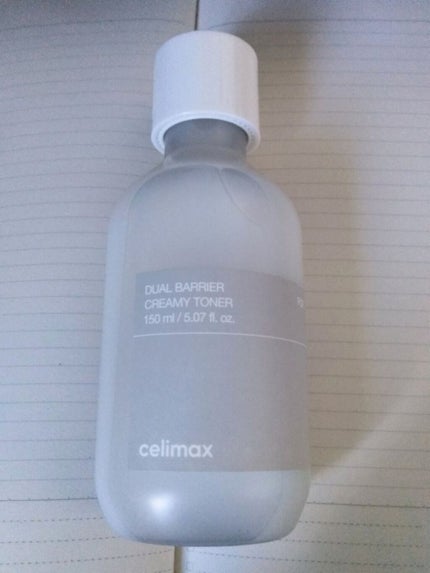 DUAL BARRIER
CREAMY TONER
150 ml / 5.07 fl. oz.
celimax